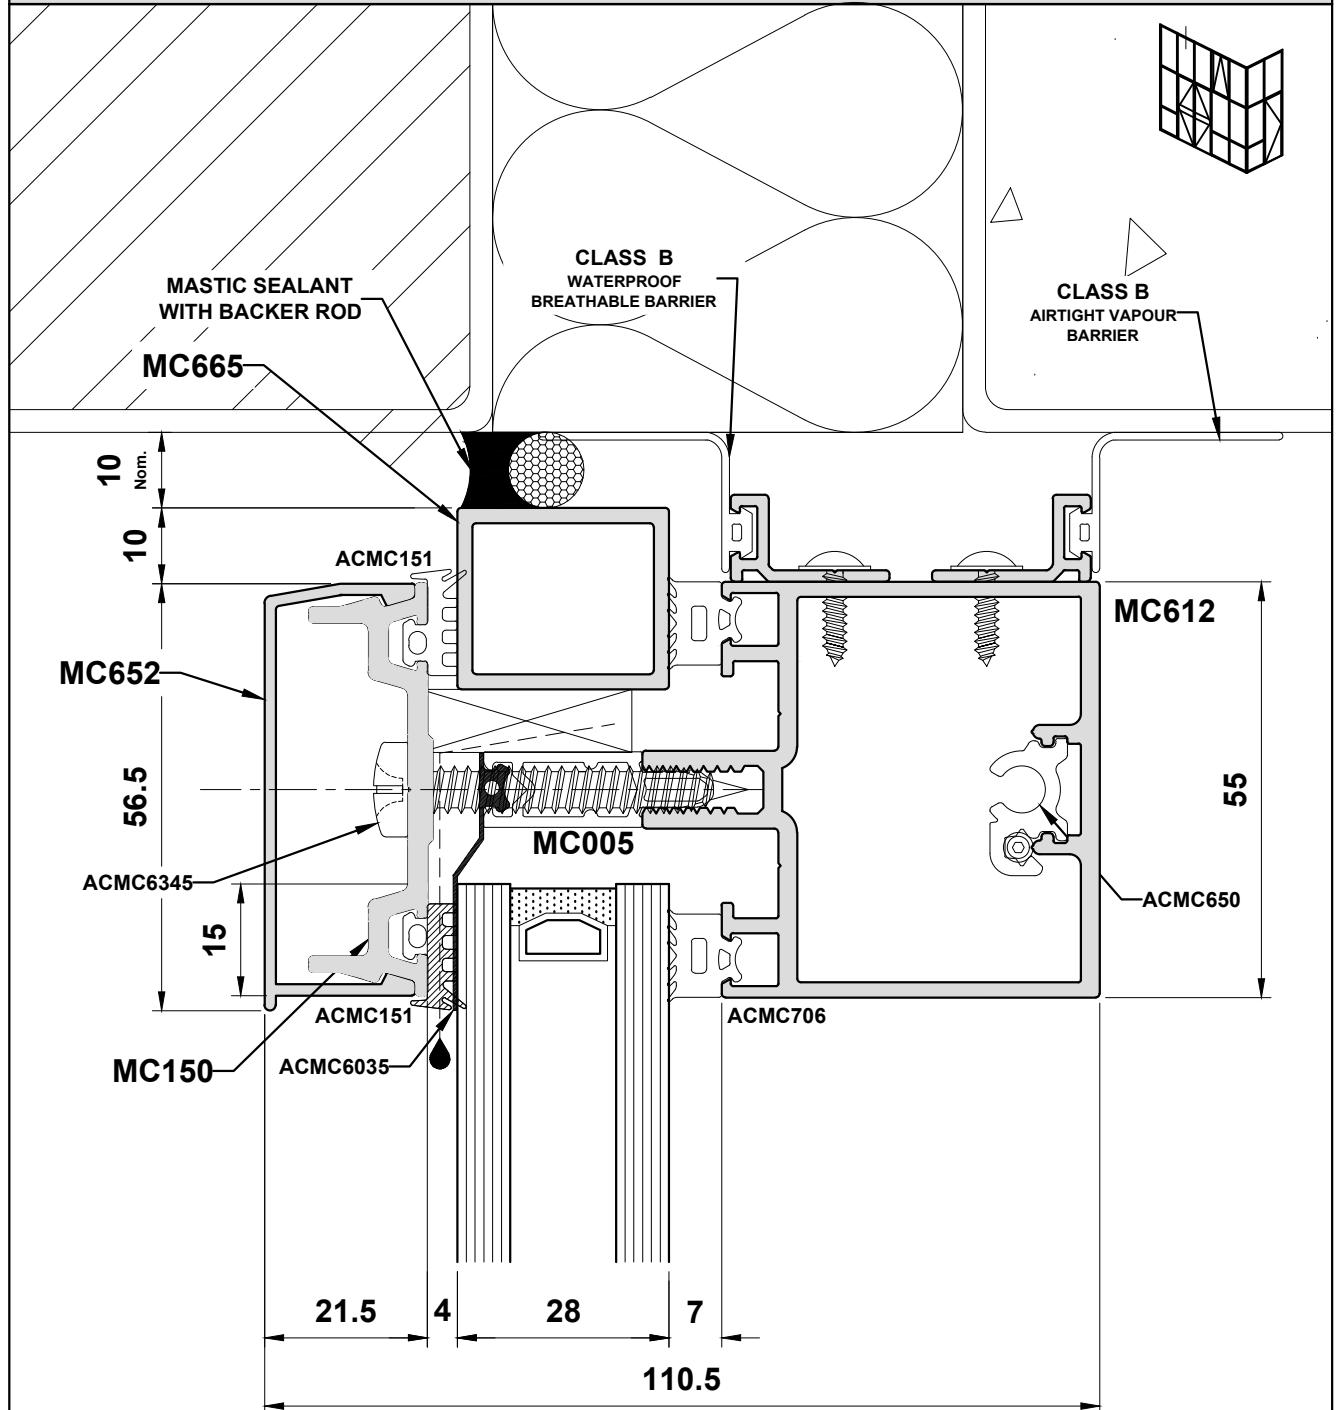 CLASS B
WATERPROOF
BREATHABLE BARRIER
MASTIC SEALANT
WITH BACKER ROD
CLASS B
AIRTIGHT VAPOUR
BARRIER
MC665
10
Nom.
10
ACMC151
MC612
MC652
56.5
55
MC005
ACMC6345
ACMC650
15
ACMC151
ACMC706
MC150
ACMC6035
21.5
4
28
7
110.5